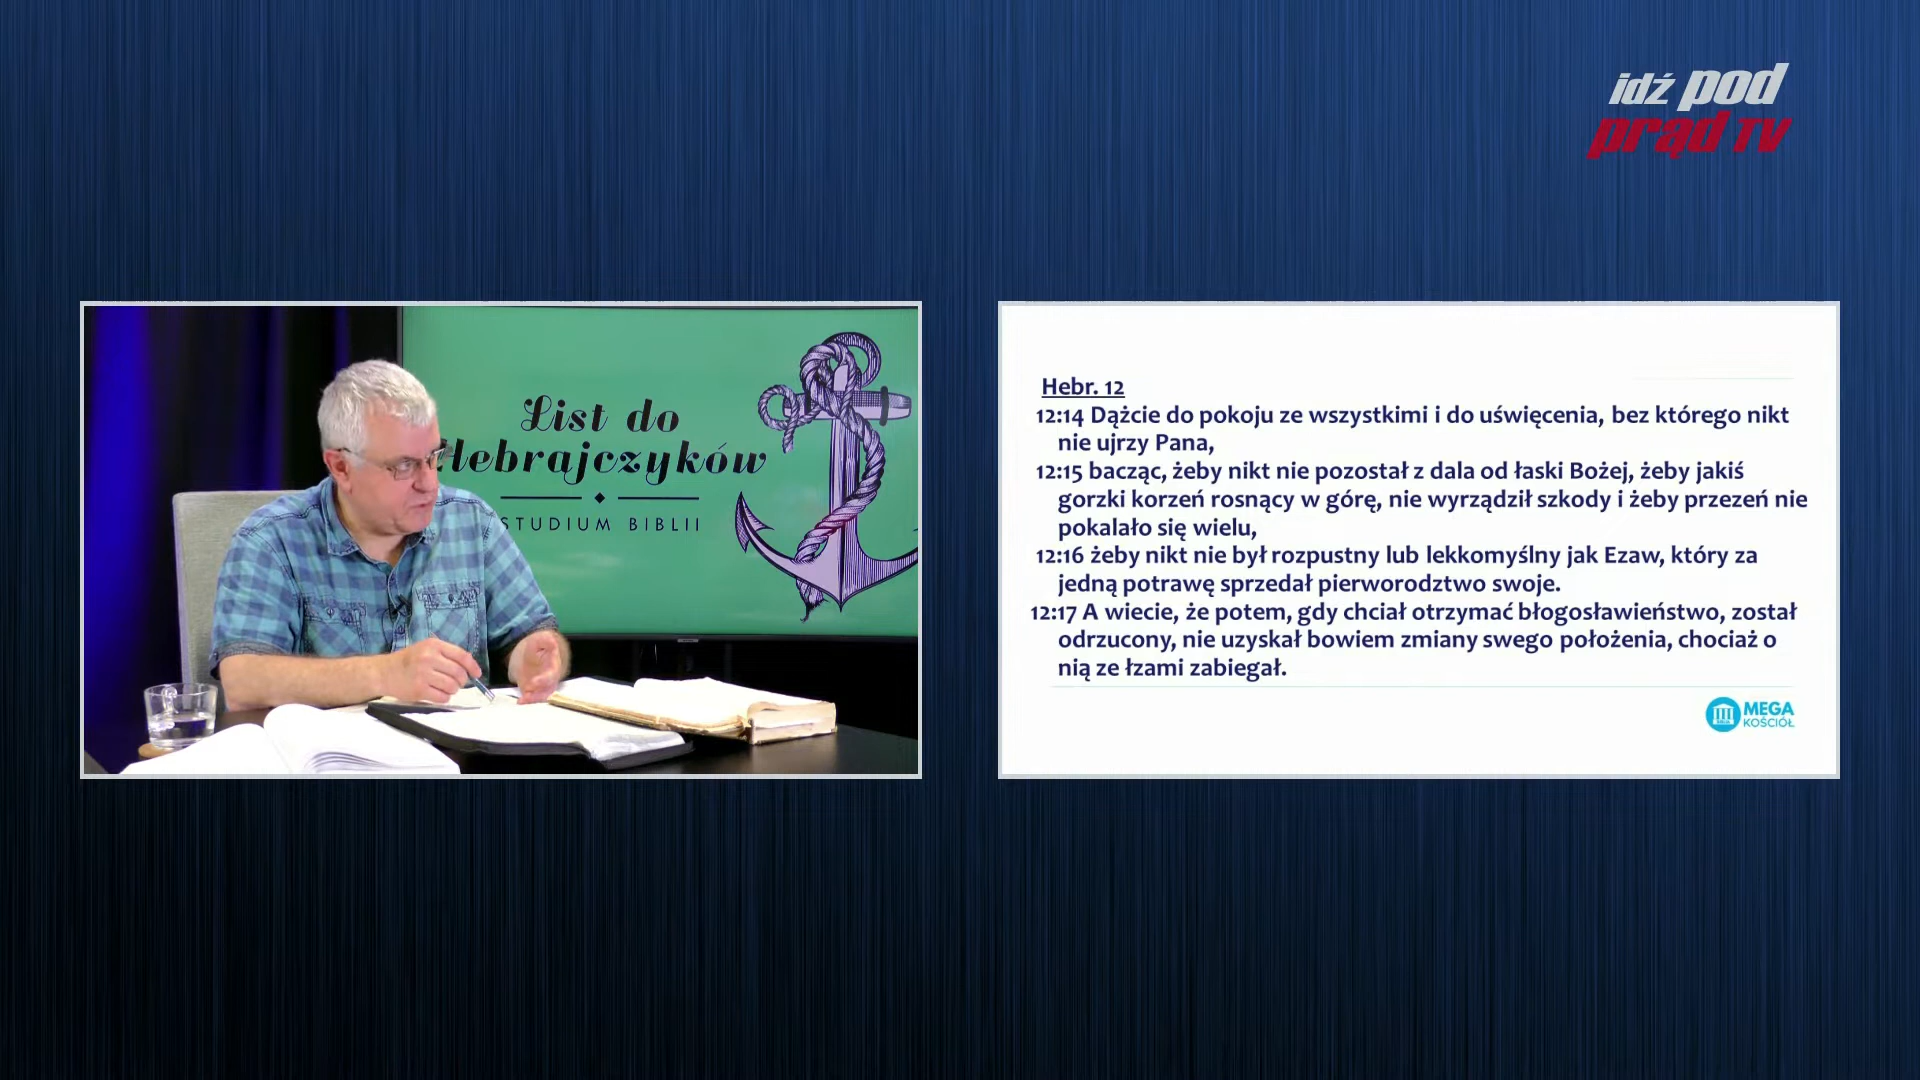 idź pod
prąd TV
List do
Hebrajczyków
STUDIUM BIBLII
Hebr. 12
12:14 Dążcie do pokoju ze wszystkimi i do uświęcenia, bez którego nikt
nie ujrzy Pana,
12:15 bacząc, żeby nikt nie pozostał z dala od łaski Bożej, żeby jakiś
gorzki korzeń rosnący w górę, nie wyrządził szkody i żeby przezeń nie
pokalało się wielu,
12:16 żeby nikt nie był rozpustny lub lekkomyślny jak Ezaw, który za
jedną potrawę sprzedał pierworodztwo swoje.
12:17 A wiecie, że potem, gdy chciał otrzymać błogosławieństwo, został
odrzucony, nie uzyskał bowiem zmiany swego położenia, chociaż o
nią ze łzami zabiegał.
MEGA
KOŚCIÓŁ